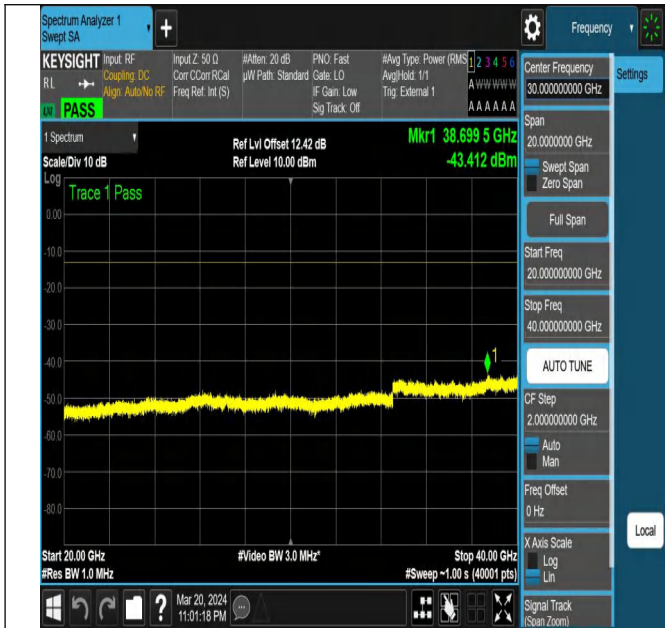 Spectrum Analyzer 1
Swept SA
+
Frequency
KEYSIGHT
RL
PASS
Input: RF
Coupling: DC
Align: Auto/No RF
Input Z: 50 Ω
Corr CCorr RCal
Freq Ref: Int (S)
#Atten: 20 dB
µW Path: Standard
PNO: Fast
Gate: LO
IF Gain: Low
Sig Track: Off
#Avg Type: Power (RMS
Avg|Hold: 1/1
Trig: External 1
1 2 3 4 5 6
A W W W W W
A A A A A A
1 Spectrum
Scale/Div 10 dB
Ref Lvl Offset 12.42 dB
Ref Level 10.00 dBm
Mkr1 38.699 5 GHz
-43.412 dBm
Log
Trace 1 Pass
0.00
-10.0
-20.0
-30.0
-40.0
-50.0
-60.0
-70.0
-80.0
1
Start 20.00 GHz
#Res BW 1.0 MHz
#Video BW 3.0 MHz*
Stop 40.00 GHz
#Sweep ~1.00 s (40001 pts)
Mar 20, 2024
11:01:18 PM
Center Frequency
30.000000000 GHz
Settings
Span
20.0000000 GHz
Swept Span
Zero Span
Full Span
Start Freq
20.000000000 GHz
Stop Freq
40.000000000 GHz
AUTO TUNE
CF Step
2.000000000 GHz
Auto
Man
Freq Offset
0 Hz
X Axis Scale
Log
Lin
Local
Signal Track
(Span Zoom)